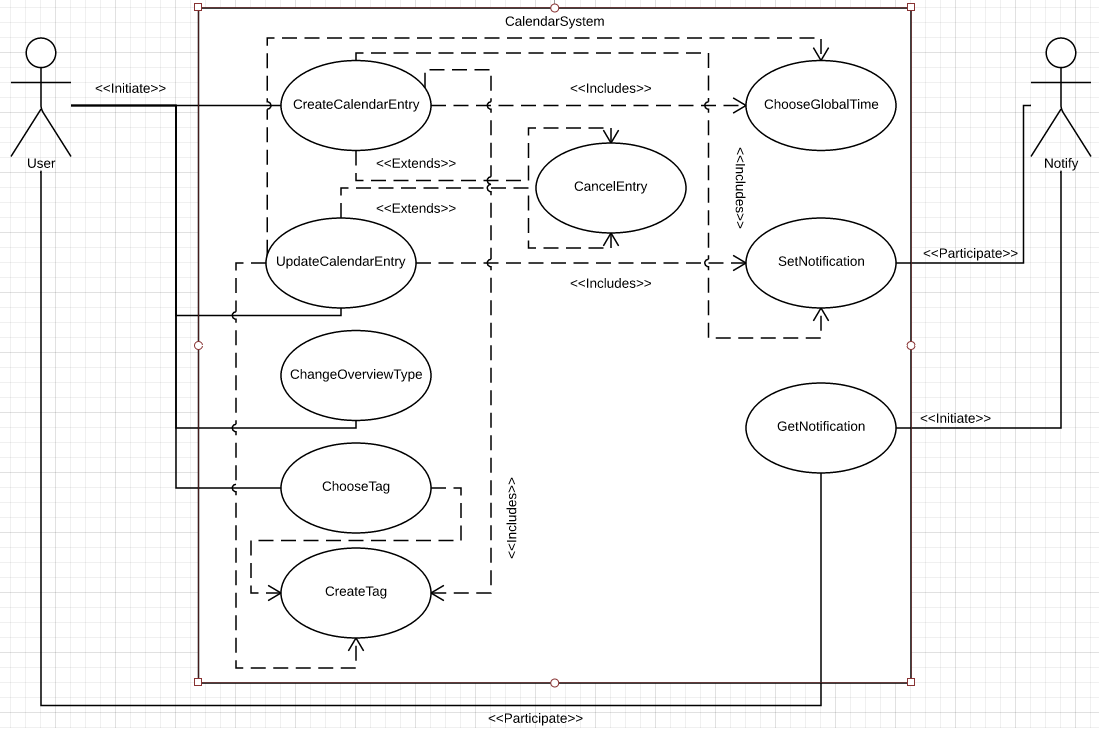 CalendarSystem
<<Initiate>>
CreateCalendarEntry
<<Includes>>
ChooseGlobalTime
User
<<Extends>>
Notify
CancelEntry
<<Includes>>
<<Extends>>
UpdateCalendarEntry
SetNotification
<<Participate>>
<<Includes>>
ChangeOverviewType
<<Initiate>>
GetNotification
ChooseTag
<<Includes>>
CreateTag
<<Participate>>